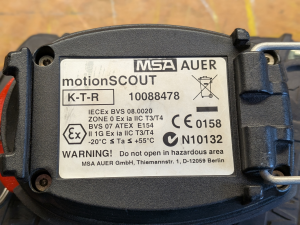 MSA AUER
motionSCOUT
K-T-R 10088478
IECEx BVS 08.0020
ZONE 0 Ex ia IIC T3/T4
BVS 07 ATEX E154
II 1G Ex ia IIC T3/T4
-20°C ≤ Ta ≤ +55°C
Ex
CE 0158
N10132
WARNING! Do not open in hazardous area
MSA AUER GmbH, Thiemannstr. 1, D-12059 Berlin